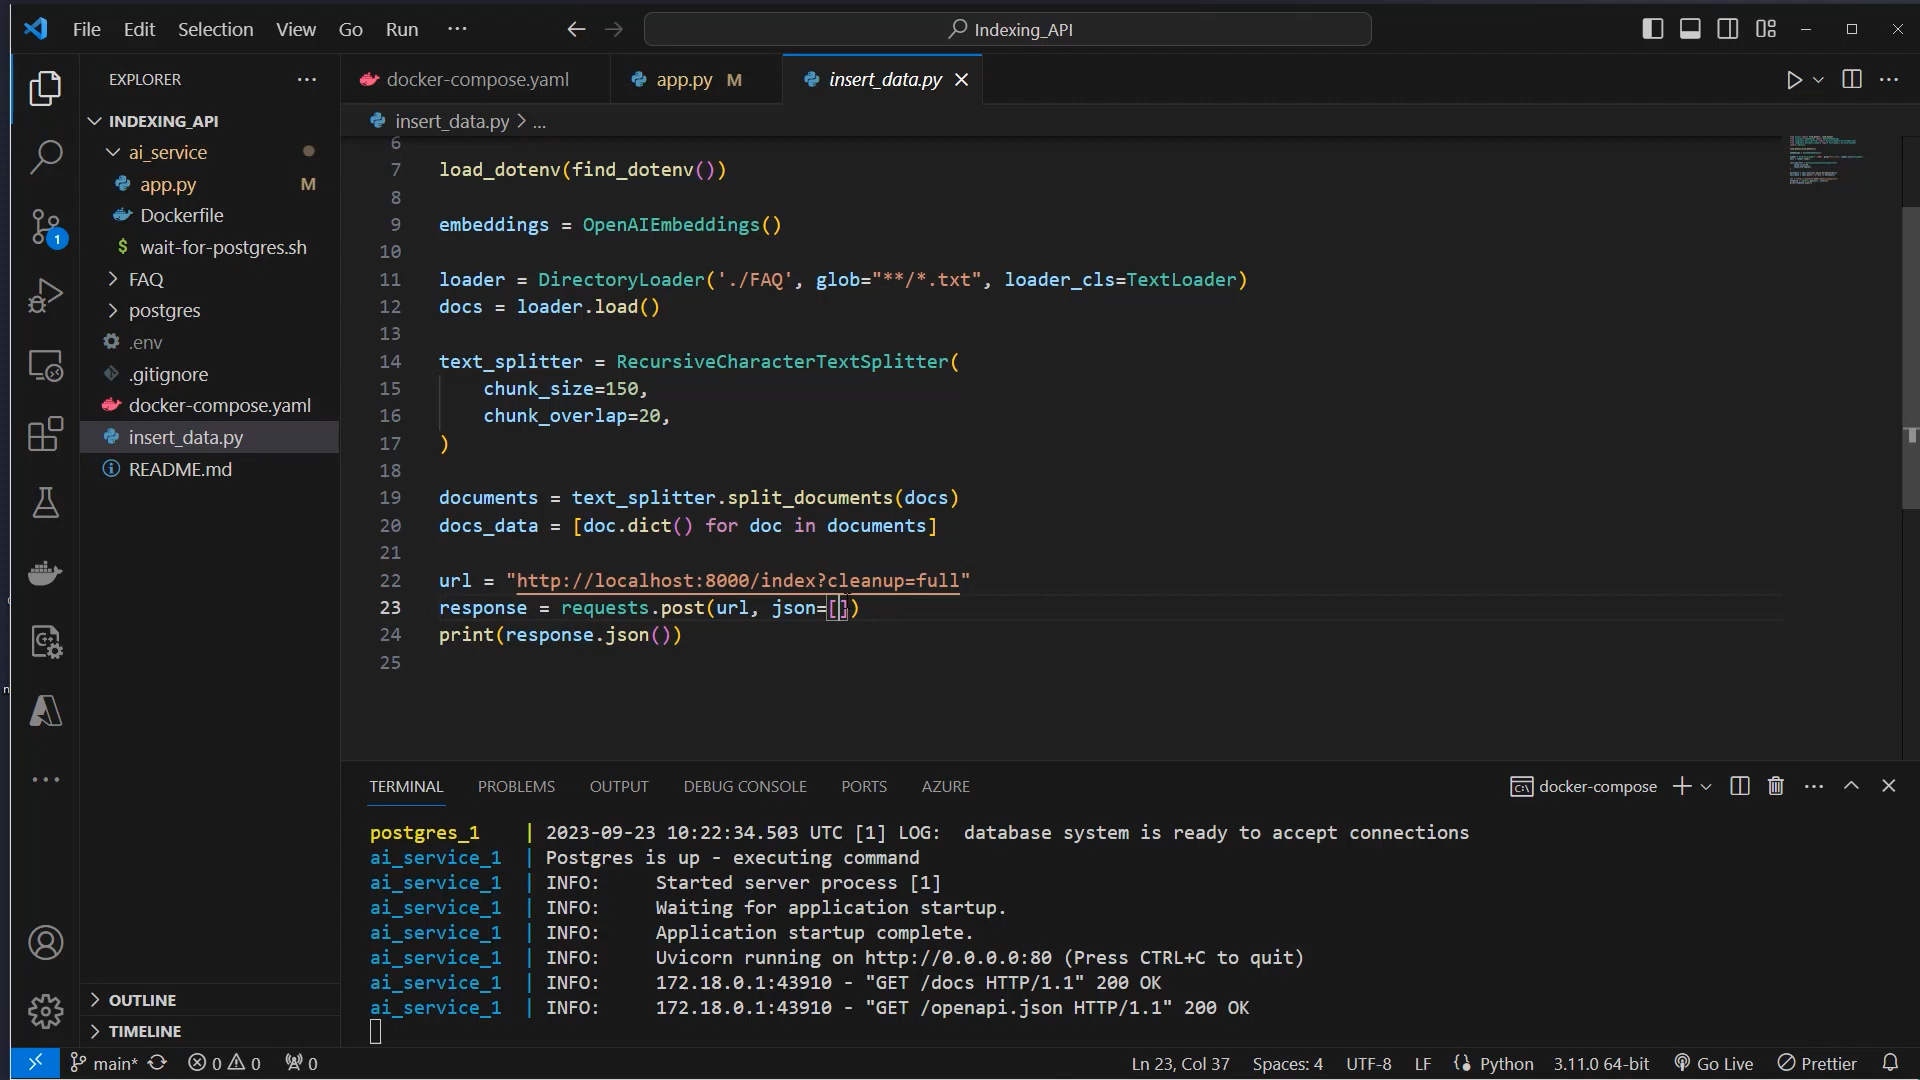 File Edit Selection View Go Run ··· Indexing_API
EXPLORER ···
INDEXING_API
ai_service
app.py M
Dockerfile
$ wait-for-postgres.sh
FAQ
postgres
.env
.gitignore
docker-compose.yaml
insert_data.py
README.md
OUTLINE
TIMELINE
1
docker-compose.yaml app.py M insert_data.py
insert_data.py > ...
6
7 load_dotenv(find_dotenv())
8
9 embeddings = OpenAIEmbeddings()
10
11 loader = DirectoryLoader('./FAQ', glob="**/*.txt", loader_cls=TextLoader)
12 docs = loader.load()
13
14 text_splitter = RecursiveCharacterTextSplitter(
15 chunk_size=150,
16 chunk_overlap=20,
17 )
18
19 documents = text_splitter.split_documents(docs)
20 docs_data = [doc.dict() for doc in documents]
21
22 url = "http://localhost:8000/index?cleanup=full"
23 response = requests.post(url, json=[])
24 print(response.json())
25
TERMINAL PROBLEMS OUTPUT DEBUG CONSOLE PORTS AZURE docker-compose
postgres_1 | 2023-09-23 10:22:34.503 UTC [1] LOG: database system is ready to accept connections
ai_service_1 | Postgres is up - executing command
ai_service_1 | INFO: Started server process [1]
ai_service_1 | INFO: Waiting for application startup.
ai_service_1 | INFO: Application startup complete.
ai_service_1 | INFO: Uvicorn running on http://0.0.0.0:80 (Press CTRL+C to quit)
ai_service_1 | INFO: 172.18.0.1:43910 - "GET /docs HTTP/1.1" 200 OK
ai_service_1 | INFO: 172.18.0.1:43910 - "GET /openapi.json HTTP/1.1" 200 OK
main* 0 0 0 Ln 23, Col 37 Spaces: 4 UTF-8 LF Python 3.11.0 64-bit Go Live Prettier